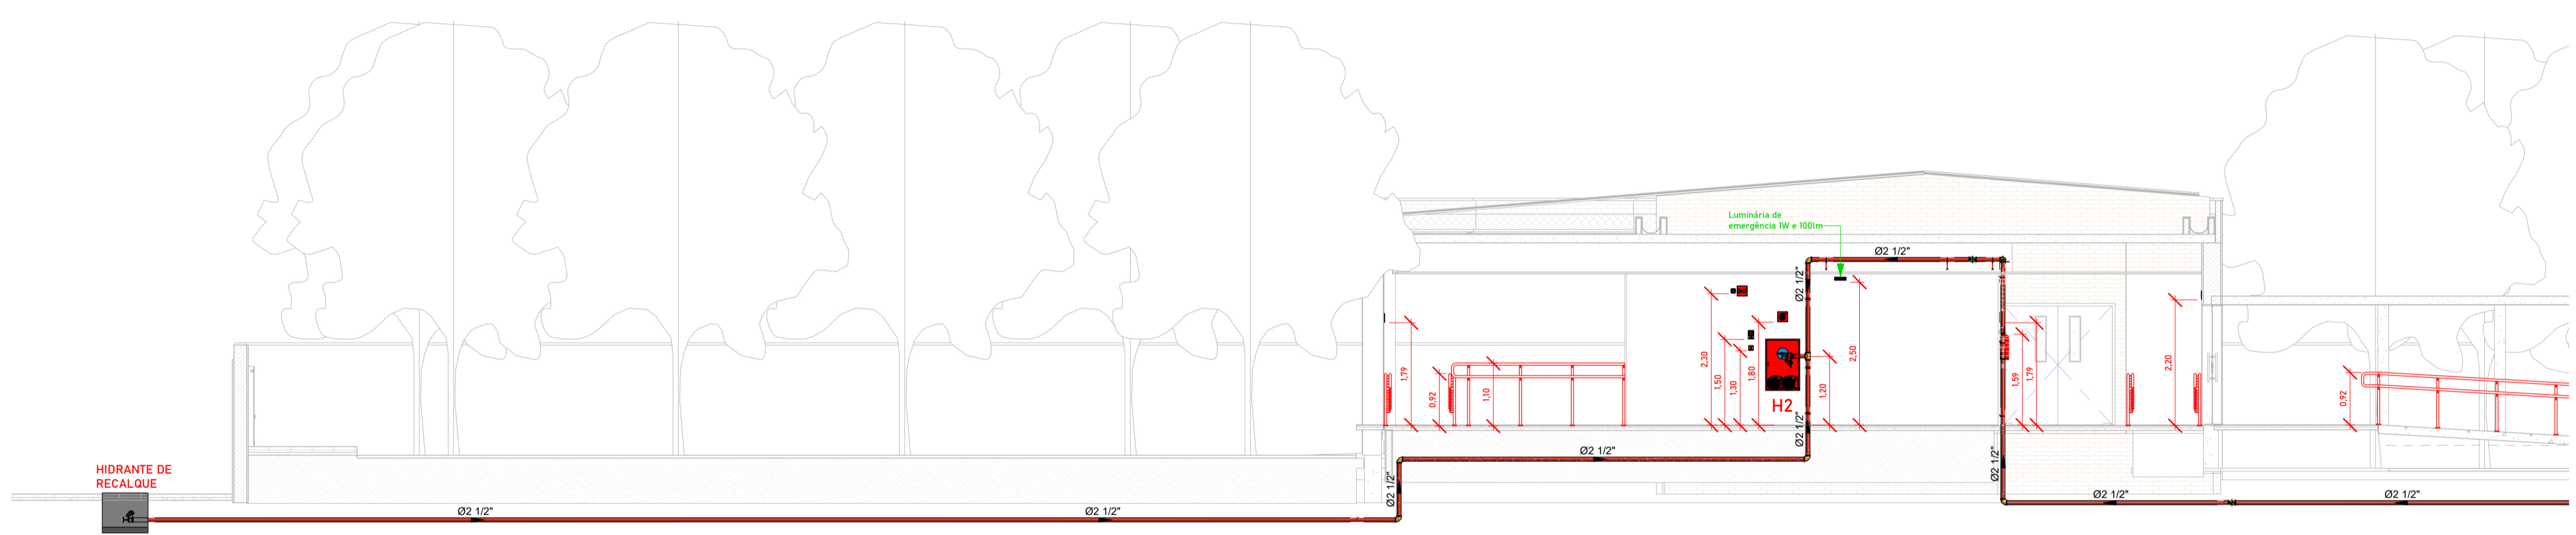 Luminária de
emergência 1W e 100lm
Ø2 1/2"
Ø2 1/2"
2,30
1,50
1,30
1,80
1,20
2,50
1,79
0,92
1,10
H2
1,59
1,79
2,20
0,92
Ø2 1/2"
Ø2 1/2"
Ø2 1/2"
Ø2 1/2"
HIDRANTE DE
RECALQUE
Ø2 1/2"
Ø2 1/2"
Ø2 1/2"
Ø2 1/2"
Ø2 1/2"